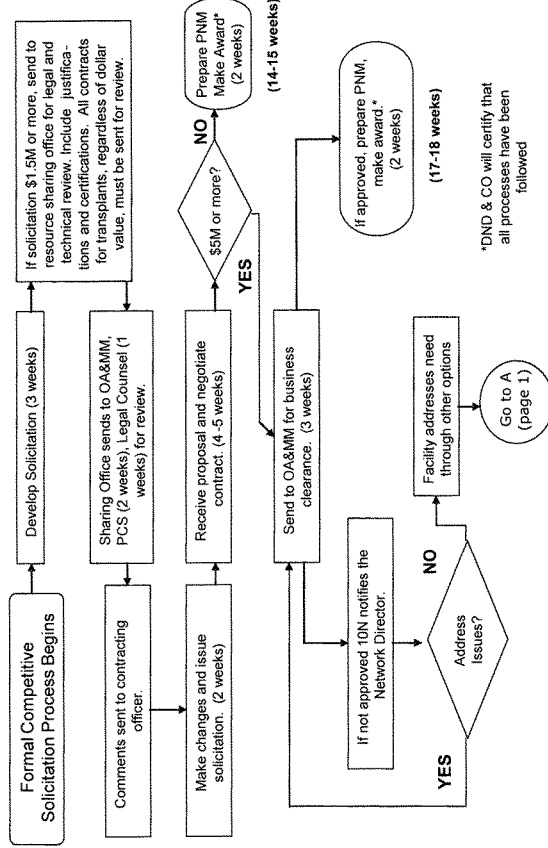 Formal Competitive
Solicitation Process Begins
Develop Solicitation (3 weeks)
If solicitation $1.5M or more, send to
resource sharing office for legal and
technical review. Include justifica-
tions and certifications. All contracts
for transplants, regardless of dollar
value, must be sent for review.
Sharing Office sends to OA&MM,
PCS (2 weeks), Legal Counsel (1
weeks) for review.
Comments sent to contracting
officer.
Make changes and issue
solicitation. (2 weeks)
Receive proposal and negotiate
contract. (4 -5 weeks)
$5M or more?
NO
Prepare PNM
Make Award*
(2 weeks)
(14-15 weeks)
YES
Send to OA&MM for business
clearance. (3 weeks)
If approved, prepare PNM,
make award.*
(2 weeks)
(17-18 weeks)
If not approved 10N notifies the
Network Director.
Address
Issues?
YES
NO
Facility addresses need
through other options
Go to A
(page 1)
*DND & CO will certify that
all processes have been
followed